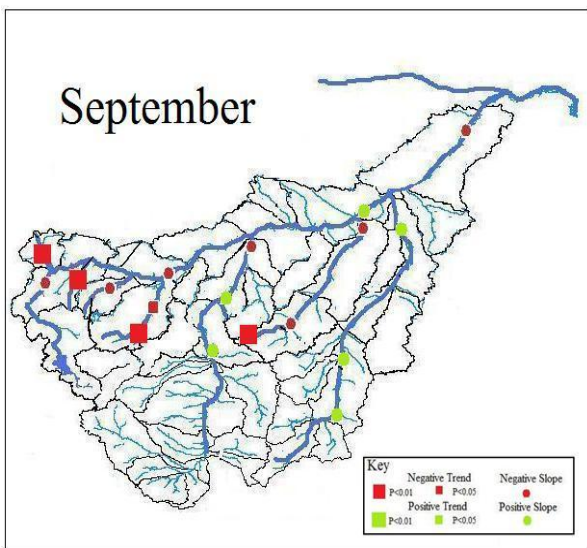 September
Key
Negative Trend Negative Slope
P<0.01 P<0.05
Positive Trend Positive Slope
P<0.01 P<0.05